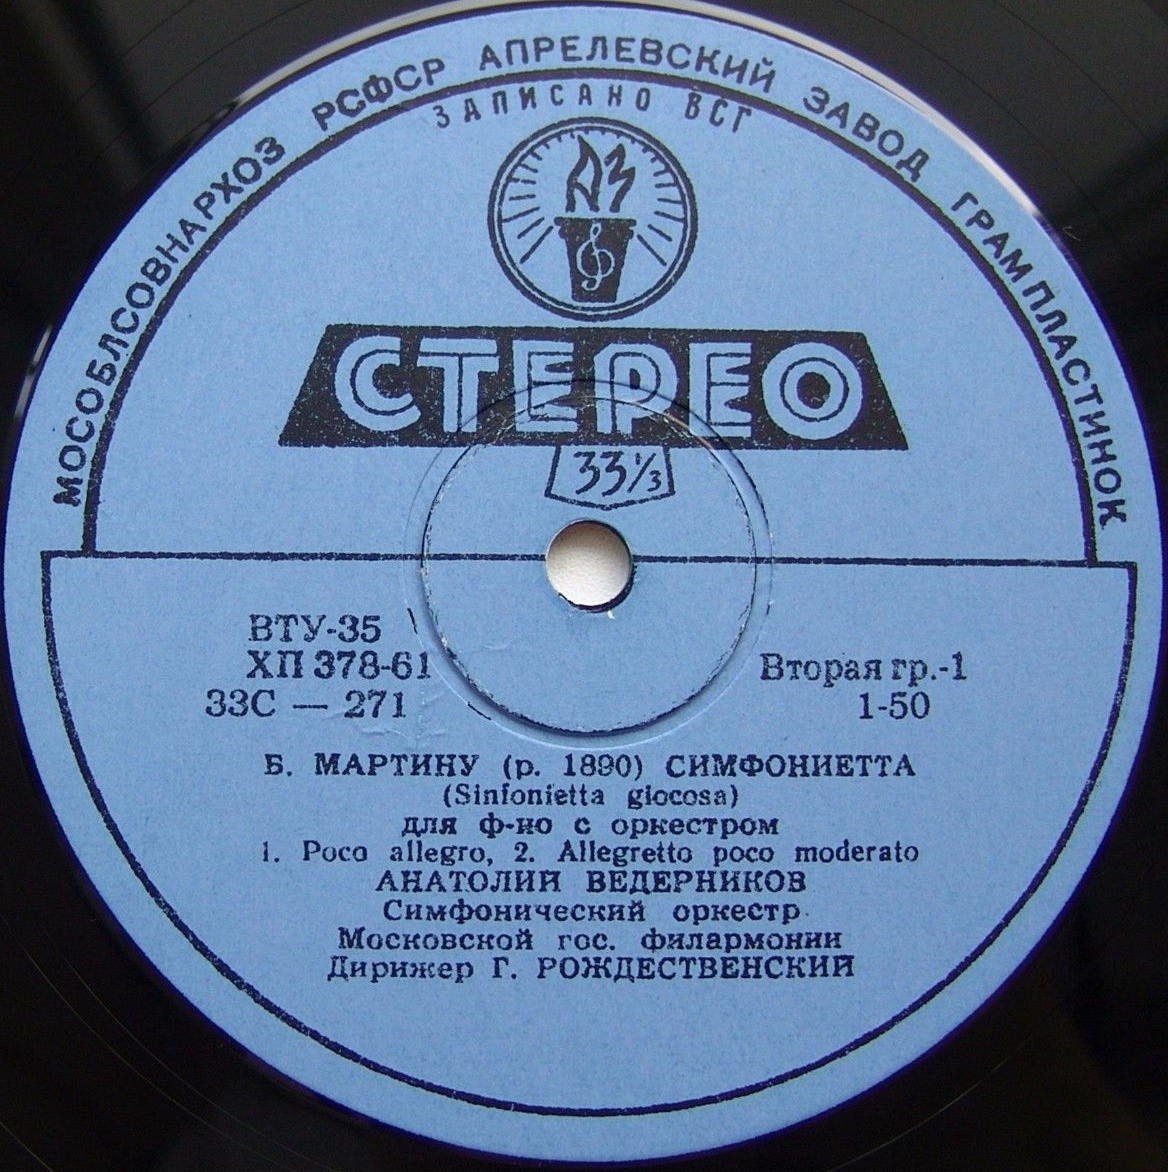 МОСОБЛСОВНАРХОЗ РСФСР АПРЕЛЕВСКИЙ ЗАВОД ГРАМПЛАСТИНОК
ЗАПИСАНО ВСГ
АЗ
СТЕРЕО
33⅓
ВТУ-35
ХП 378-61
33С — 271
Вторая гр.-1
1-50
Б. МАРТИНУ (р. 1890) СИМФОНИЕТТА
(Sinfonietta giocosa)
для ф-но с оркестром
1. Poco allegro, 2. Allegretto poco moderato
АНАТОЛИЙ ВЕДЕРНИКОВ
Симфонический оркестр
Московской гос. филармонии
Дирижер Г. РОЖДЕСТВЕНСКИЙ